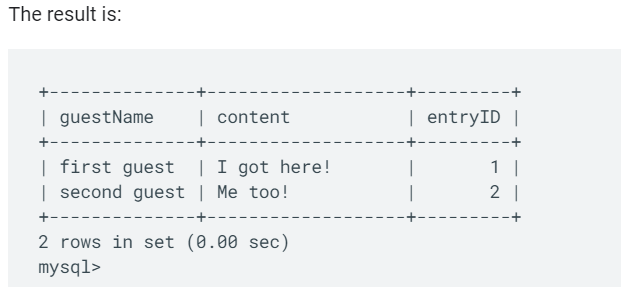 The result is:
+--------------+-------------------+---------+
| guestName    | content           | entryID |
+--------------+-------------------+---------+
| first guest  | I got here!       |       1 |
| second guest | Me too!           |       2 |
+--------------+-------------------+---------+
2 rows in set (0.00 sec)
mysql>